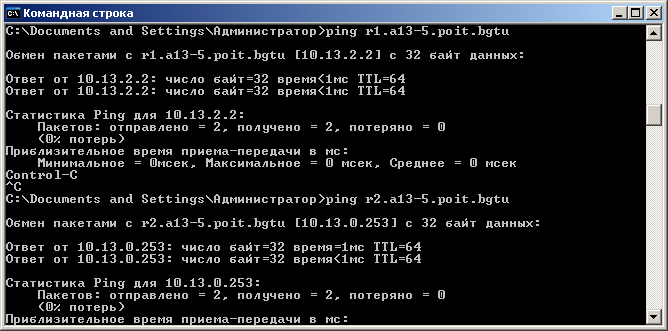 Командная строка
C:\Documents and Settings\Администратор>ping r1.a13-5.poit.bgtu
Обмен пакетами с r1.a13-5.poit.bgtu [10.13.2.2] с 32 байт данных:
Ответ от 10.13.2.2: число байт=32 время<1мс TTL=64
Ответ от 10.13.2.2: число байт=32 время<1мс TTL=64
Статистика Ping для 10.13.2.2:
Пакетов: отправлено = 2, получено = 2, потеряно = 0
(0% потерь)
Приблизительное время приема-передачи в мс:
Минимальное = 0мсек, Максимальное = 0 мсек, Среднее = 0 мсек
Control-C
^C
C:\Documents and Settings\Администратор>ping r2.a13-5.poit.bgtu
Обмен пакетами с r2.a13-5.poit.bgtu [10.13.0.253] с 32 байт данных:
Ответ от 10.13.0.253: число байт=32 время=1мс TTL=64
Ответ от 10.13.0.253: число байт=32 время<1мс TTL=64
Статистика Ping для 10.13.0.253:
Пакетов: отправлено = 2, получено = 2, потеряно = 0
(0% потерь)
Приблизительное время приема-передачи в мс: